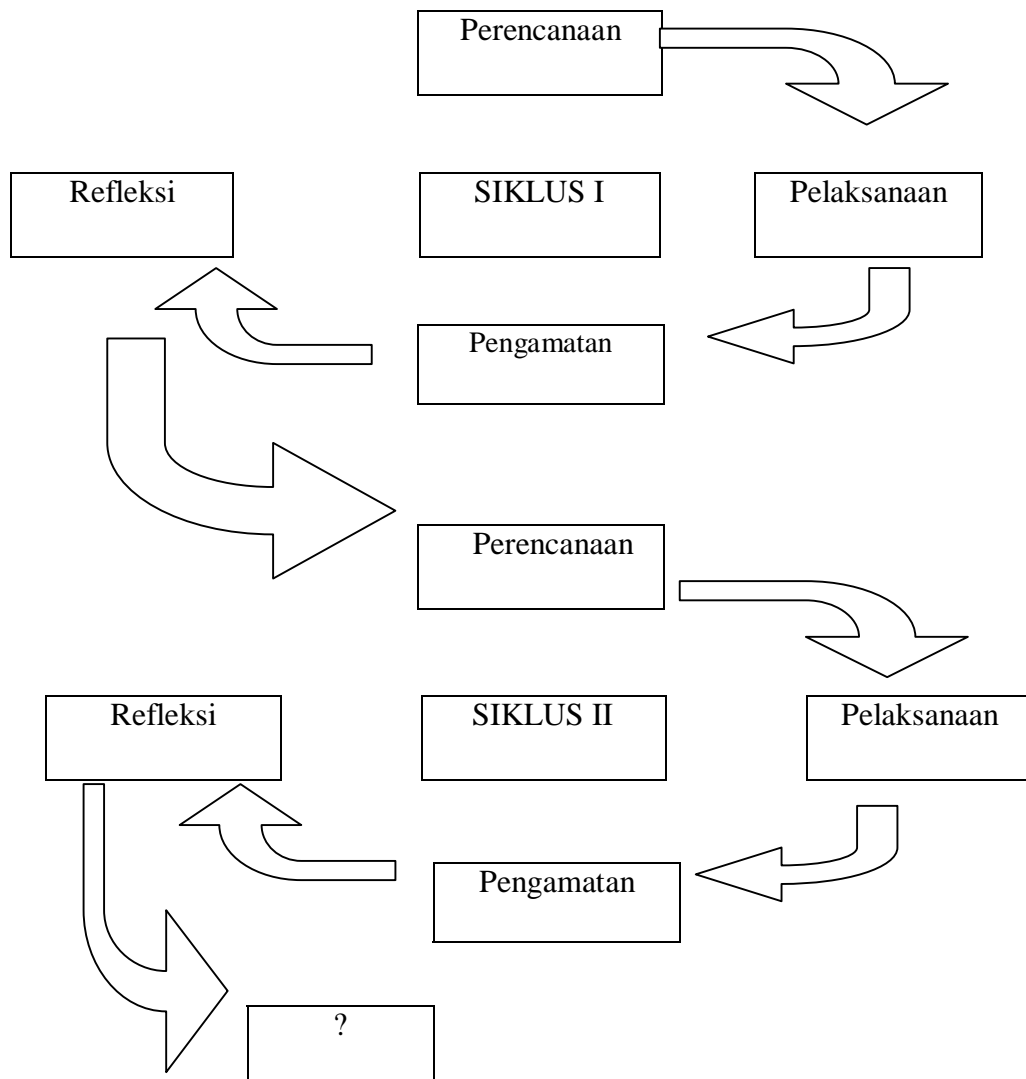 Perencanaan
Refleksi
SIKLUS I
Pelaksanaan
Pengamatan
Perencanaan
Refleksi
SIKLUS II
Pelaksanaan
Pengamatan
?